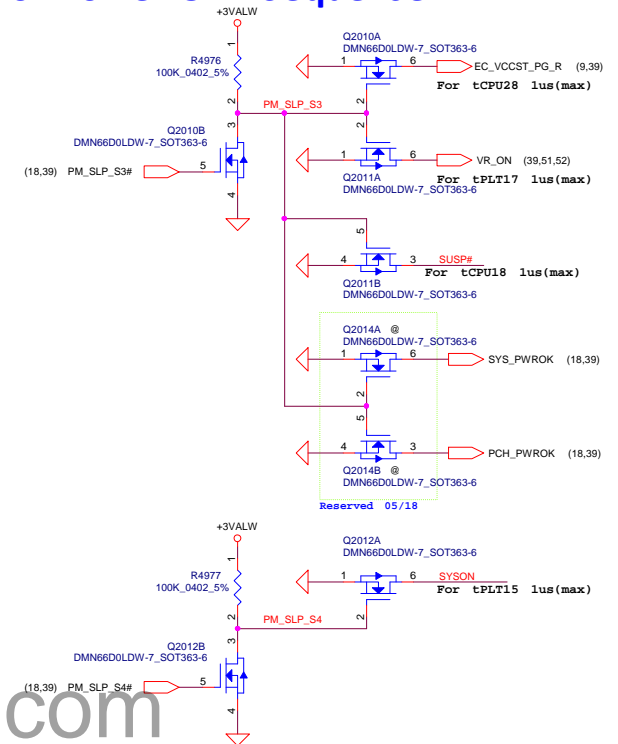 +3VALW
1
R4976
100K_0402_5%
2
PM_SLP_S3
3
Q2010B
DMN66D0LDW-7_SOT363-6
(18,39) PM_SLP_S3#
5
4
Q2010A
DMN66D0LDW-7_SOT363-6
1
6
EC_VCCST_PG_R (9,39)
For tCPU28 1us(max)
2
2
1
6
VR_ON (39,51,52)
Q2011A
For tPLT17 1us(max)
DMN66D0LDW-7_SOT363-6
5
4
3
SUSP#
For tCPU18 1us(max)
Q2011B
DMN66D0LDW-7_SOT363-6
Q2014A @
DMN66D0LDW-7_SOT363-6
1
6
SYS_PWROK (18,39)
2
5
4
3
PCH_PWROK (18,39)
Q2014B @
DMN66D0LDW-7_SOT363-6
Reserved 05/18
+3VALW
1
R4977
100K_0402_5%
2
PM_SLP_S4
3
Q2012B
DMN66D0LDW-7_SOT363-6
(18,39) PM_SLP_S4#
5
4
Q2012A
DMN66D0LDW-7_SOT363-6
1
6
SYSON
For tPLT15 1us(max)
2
com